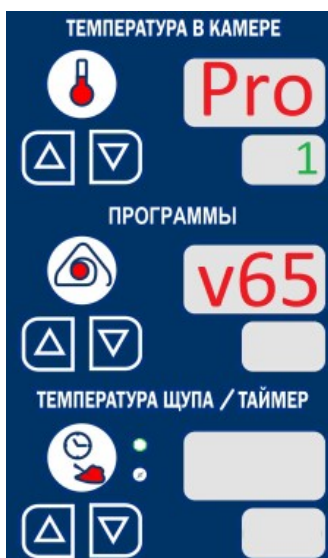 ТЕМПЕРАТУРА В КАМЕРЕ
Pro
1
ПРОГРАММЫ
v65
ТЕМПЕРАТУРА ЩУПА / ТАЙМЕР